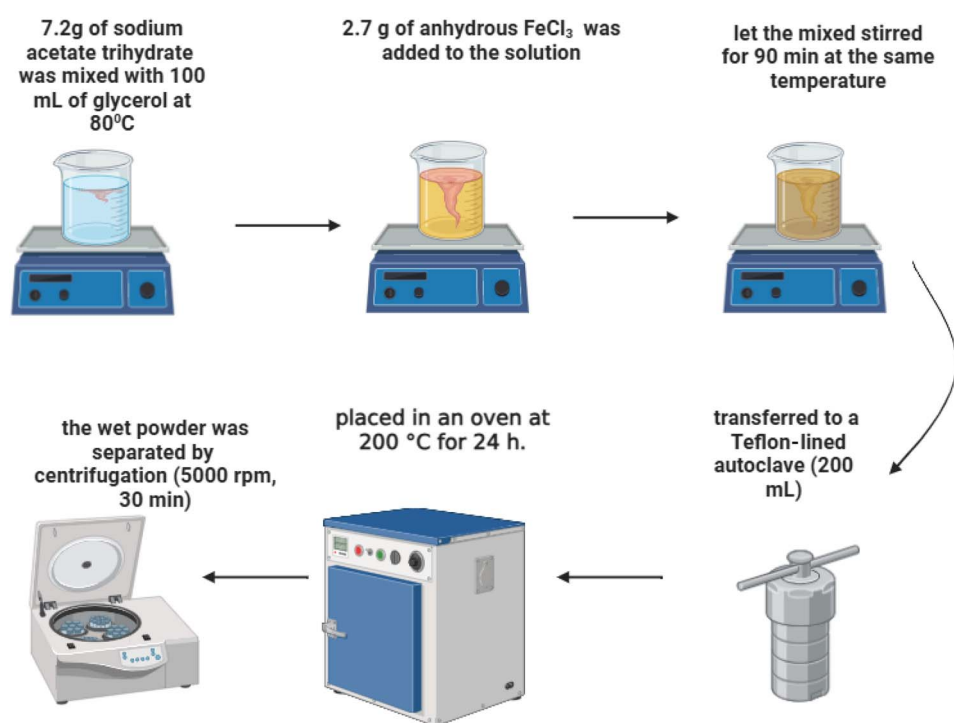 7.2g of sodium
acetate trihydrate
was mixed with 100
mL of glycerol at
80⁰C
2.7 g of anhydrous FeCl₃ was
added to the solution
let the mixed stirred
for 90 min at the same
temperature
transferred to a
Teflon-lined
autoclave (200
mL)
placed in an oven at
200 °C for 24 h.
the wet powder was
separated by
centrifugation (5000 rpm,
30 min)